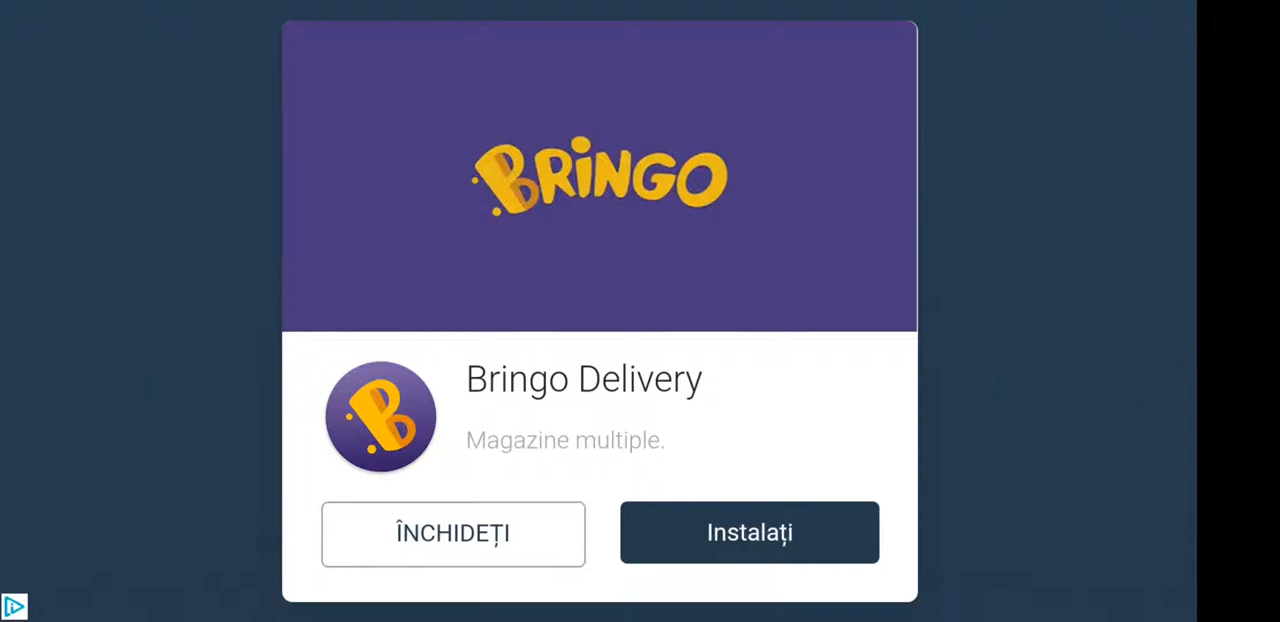 BRiNGO
Bringo Delivery
Magazine multiple.
ÎNCHIDEȚI
Instalați